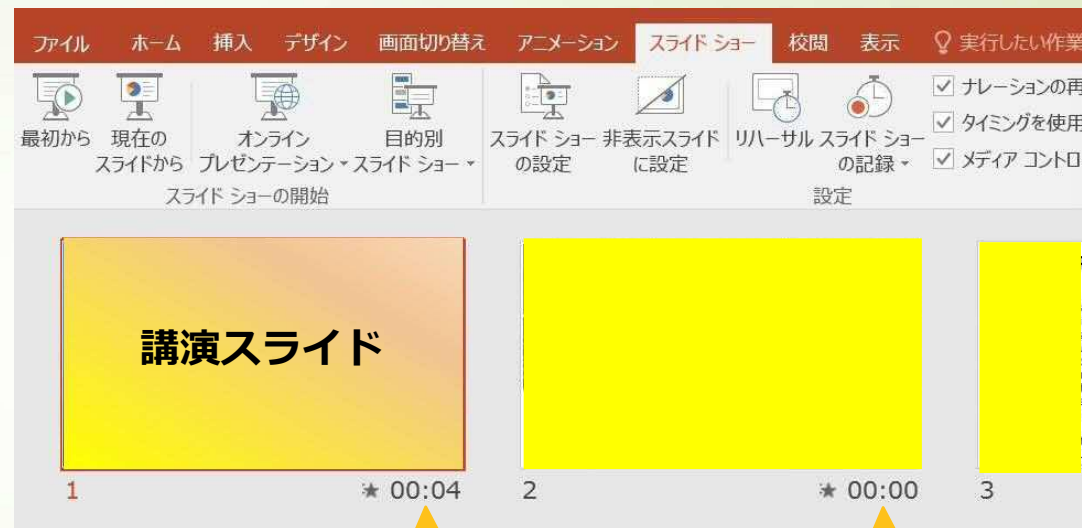 ファイル ホーム 挿入 デザイン 画面切り替え アニメーション スライド ショー 校閲 表示 実行したい作業
最初から 現在の
スライドから オンライン
プレゼンテーション 目的別
スライド ショー スライド ショー
の設定 非表示スライド
に設定 リハーサル スライド ショー
の記録
ナレーションの再
タイミングを使用
メディア コントロ
スライド ショーの開始 設定
講演スライド
1 00:04 2 00:00 3